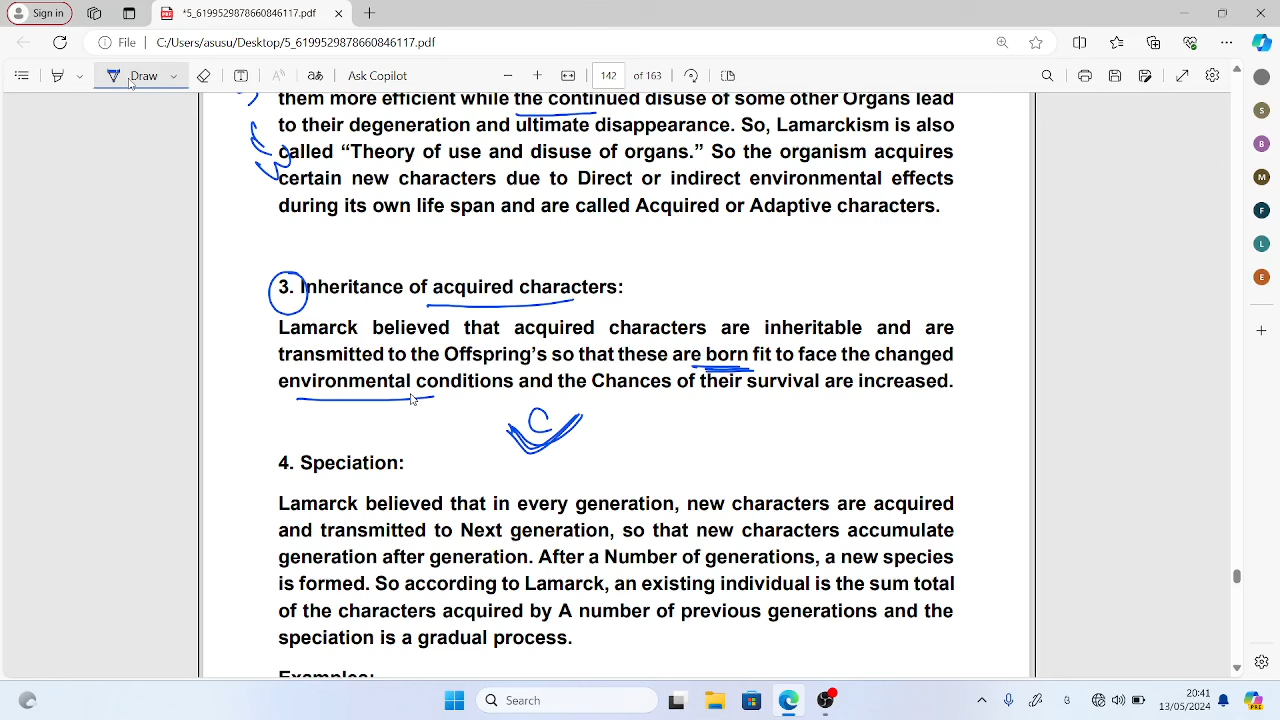 Sign in
*5_6199529878660846117.pdf
File
C:/Users/asusu/Desktop/5_6199529878660846117.pdf
Draw
Ask Copilot
142 of 163
them more efficient while the continued disuse of some other Organs lead
to their degeneration and ultimate disappearance. So, Lamarckism is also
called “Theory of use and disuse of organs.” So the organism acquires
certain new characters due to Direct or indirect environmental effects
during its own life span and are called Acquired or Adaptive characters.
3. Inheritance of acquired characters:
Lamarck believed that acquired characters are inheritable and are
transmitted to the Offspring’s so that these are born fit to face the changed
environmental conditions and the Chances of their survival are increased.
C
4. Speciation:
Lamarck believed that in every generation, new characters are acquired
and transmitted to Next generation, so that new characters accumulate
generation after generation. After a Number of generations, a new species
is formed. So according to Lamarck, an existing individual is the sum total
of the characters acquired by A number of previous generations and the
speciation is a gradual process.
Examples:
S
8
M
F
L
E
Search
20:41
13/05/2024